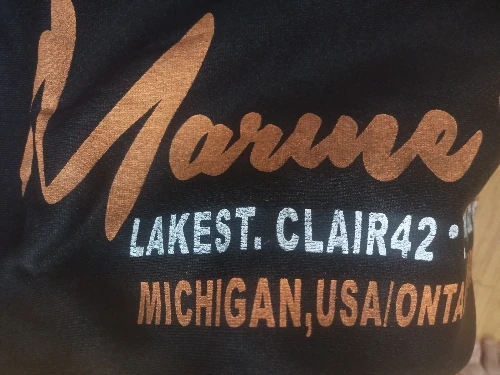 Marine
LAKEST. CLAIR42 •
MICHIGAN,USA/ONTA